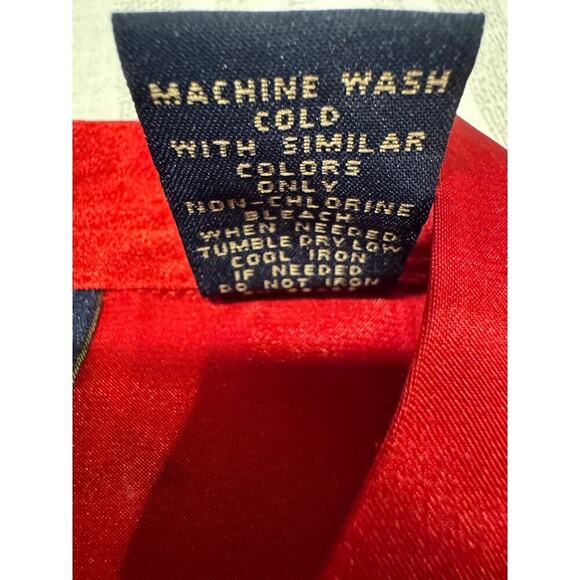 MACHINE WASH
COLD
WITH SIMILAR
COLORS
ONLY
NON-CHLORINE
BLEACH
WHEN NEEDED
TUMBLE DRY LOW
COOL IRON
IF NEEDED
DO NOT IRON